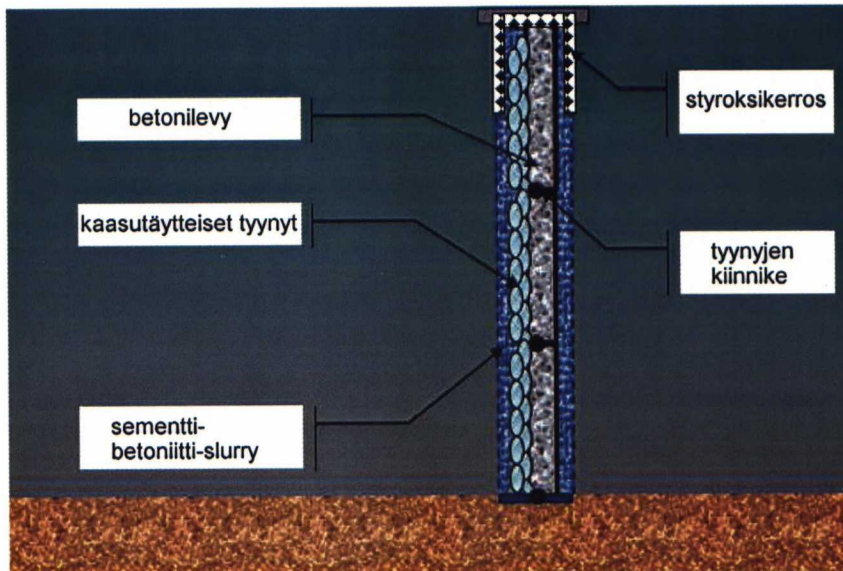 betonilevy
styroksikerros
kaasutäytteiset tyynyt
tyynyjen
kiinnike
sementti-
betoniitti-slurry